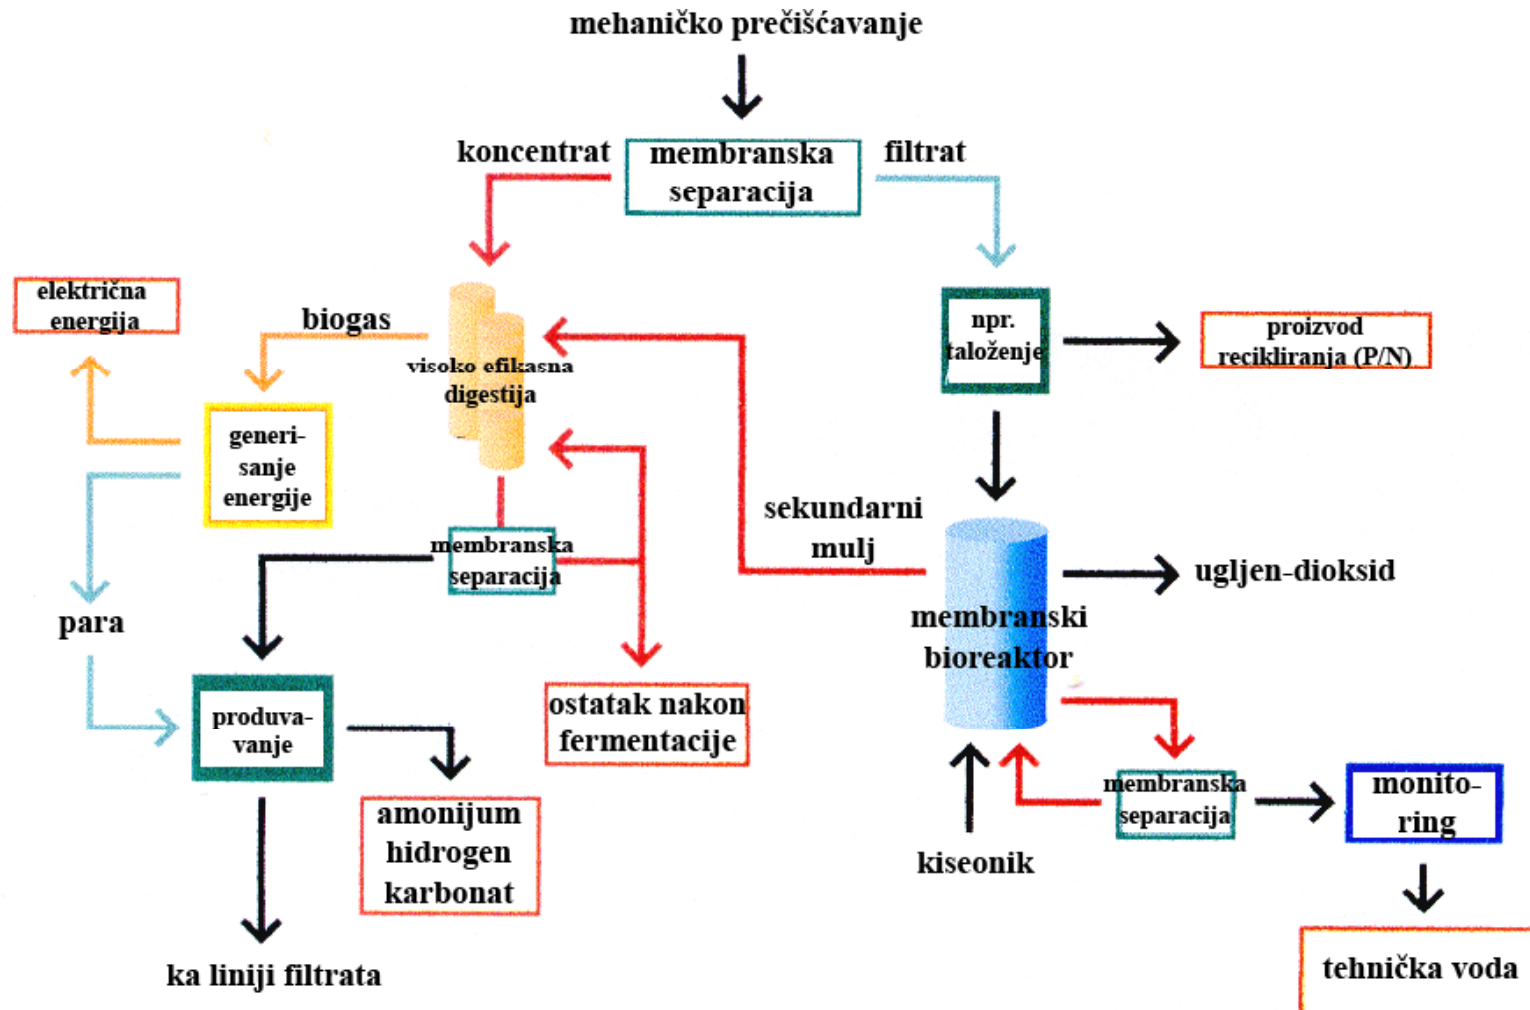 mehaničko prečišćavanje
koncentrat
membranska
separacija
filtrat
električna
energija
biogas
visoko efikasna
digestija
npr.
taloženje
proizvod
recikliranja (P/N)
generi-
sanje
energije
membranska
separacija
sekundarni
mulj
ugljen-dioksid
para
membranski
bioreaktor
produva-
vanje
ostatak nakon
fermentacije
amonijum
hidrogen
karbonat
membranska
separacija
monito-
ring
kiseonik
ka liniji filtrata
tehnička voda